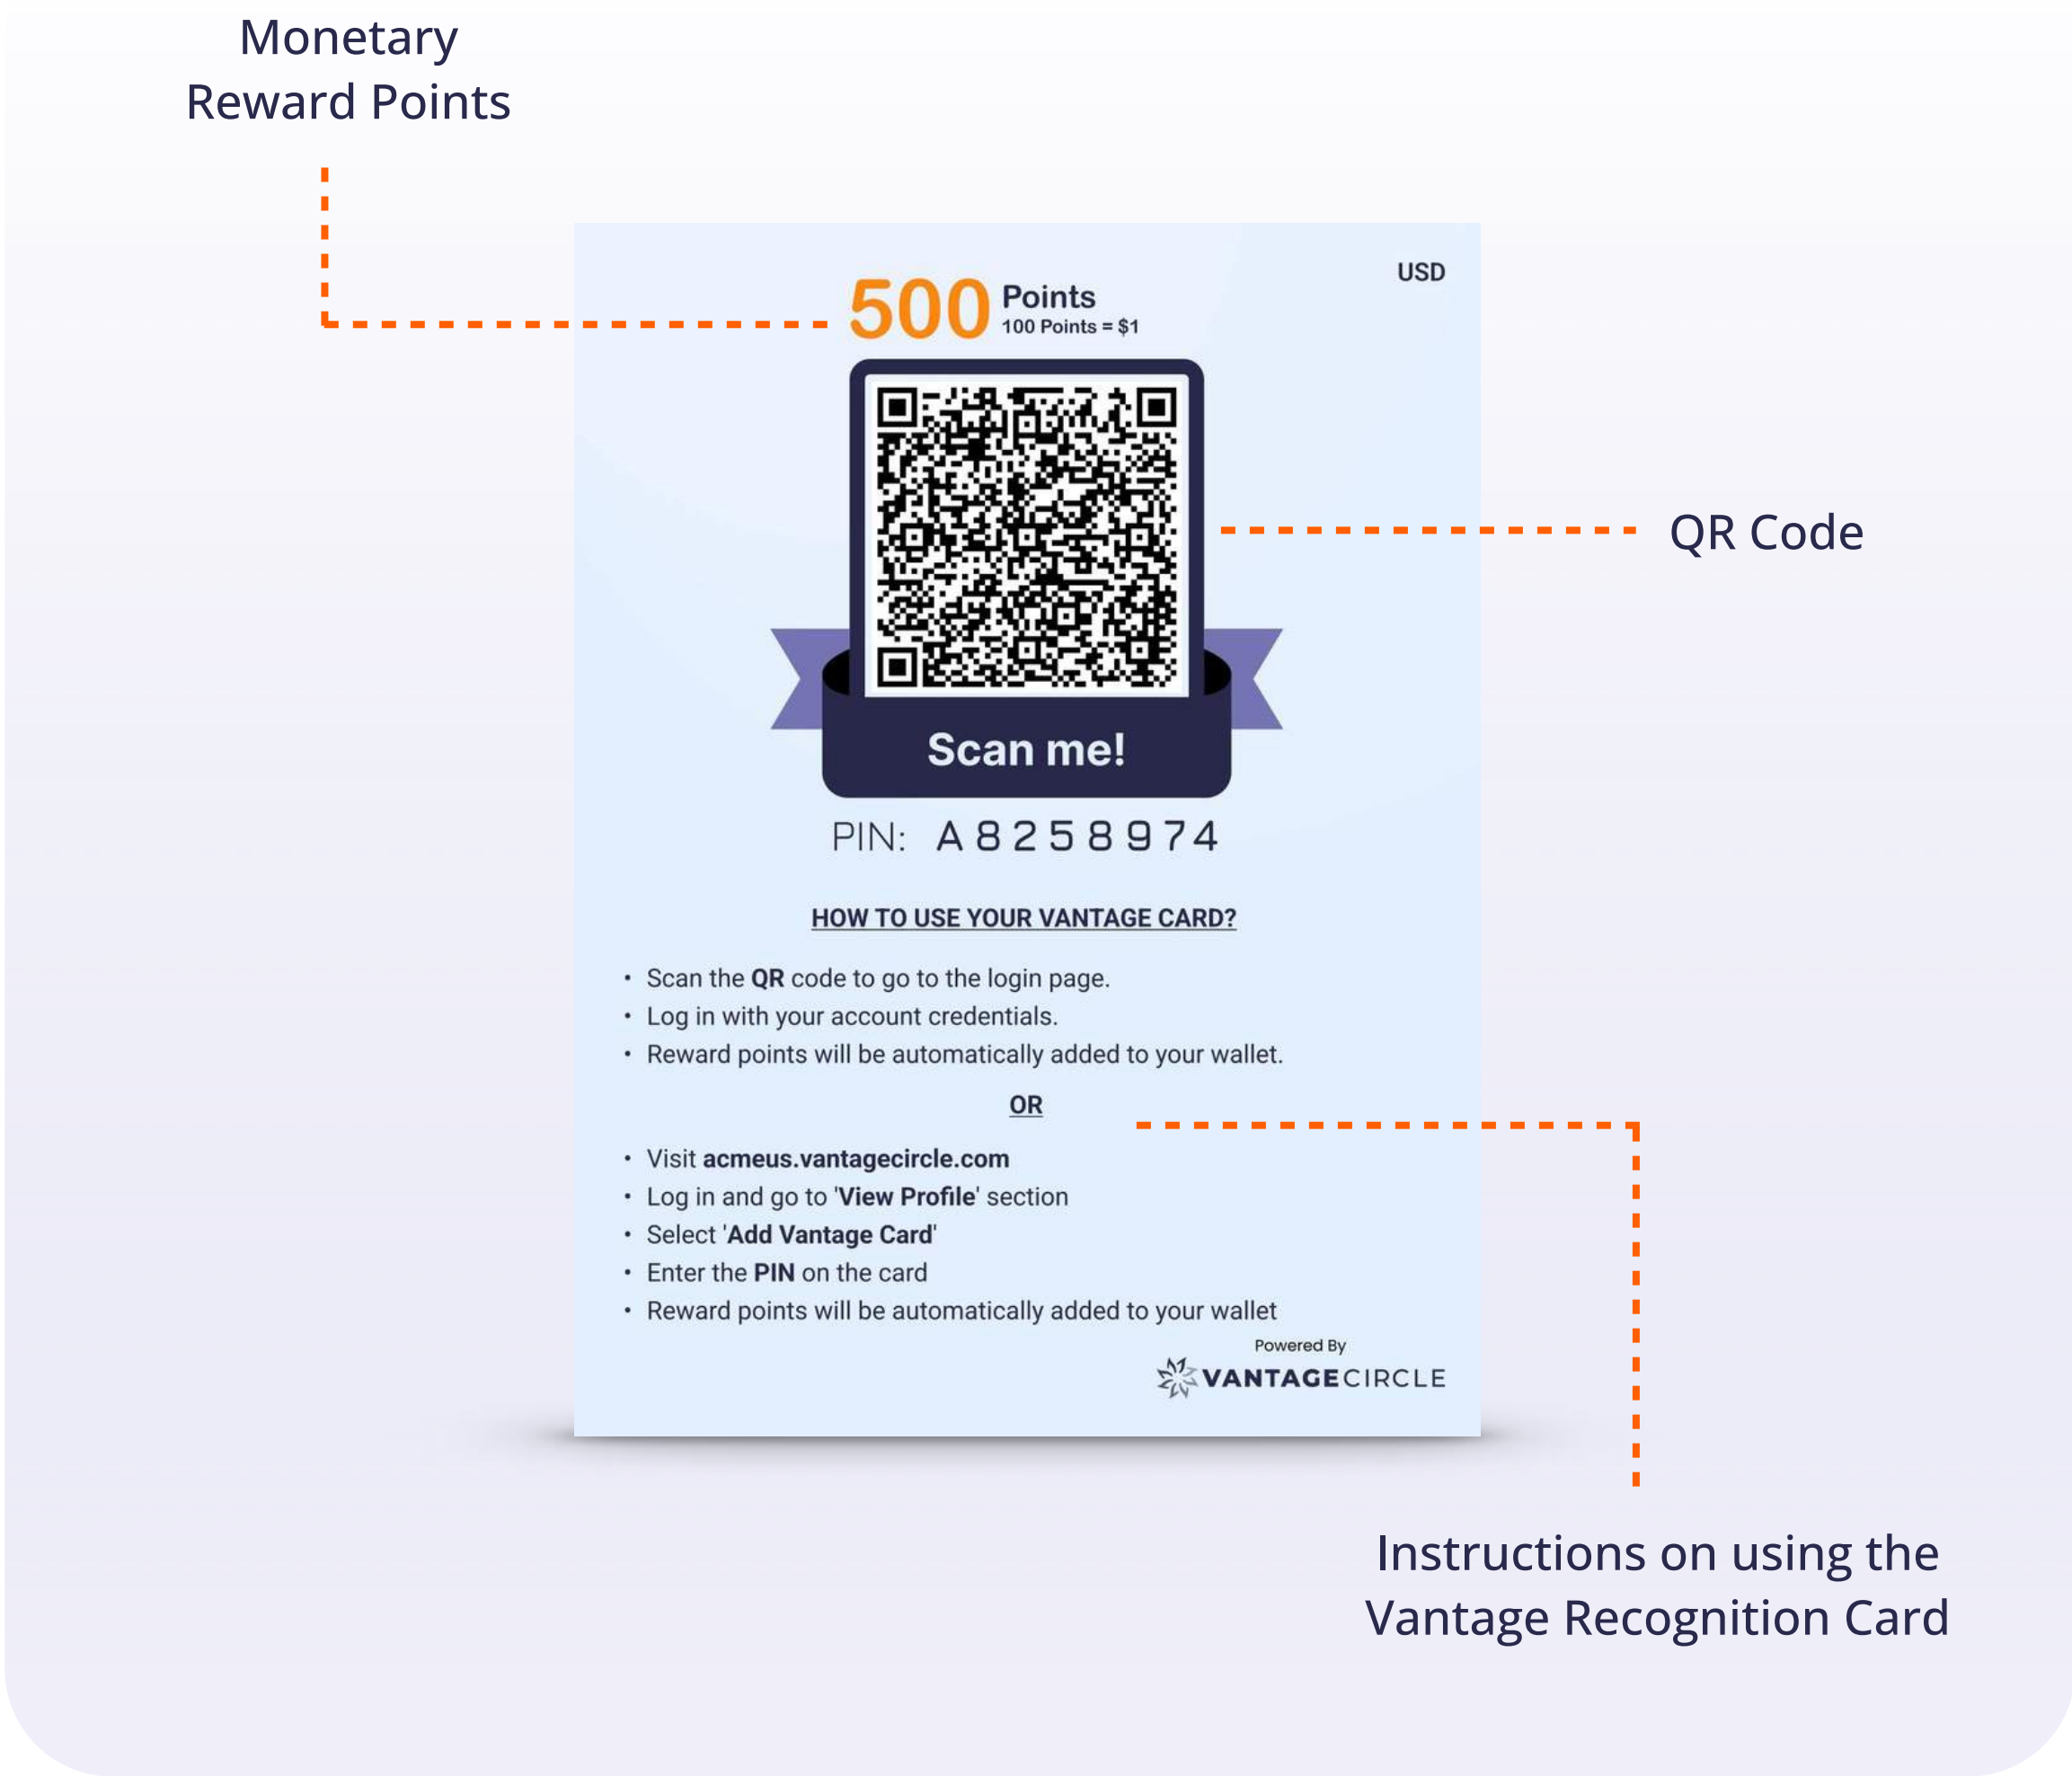 Monetary
Reward Points
USD
500 Points
100 Points = $1
QR Code
Scan me!
PIN: A8258974
HOW TO USE YOUR VANTAGE CARD?
• Scan the QR code to go to the login page.
• Log in with your account credentials.
• Reward points will be automatically added to your wallet.
OR
• Visit acmeus.vantagecircle.com
• Log in and go to 'View Profile' section
• Select 'Add Vantage Card'
• Enter the PIN on the card
• Reward points will be automatically added to your wallet
Powered By
VANTAGECIRCLE
Instructions on using the
Vantage Recognition Card